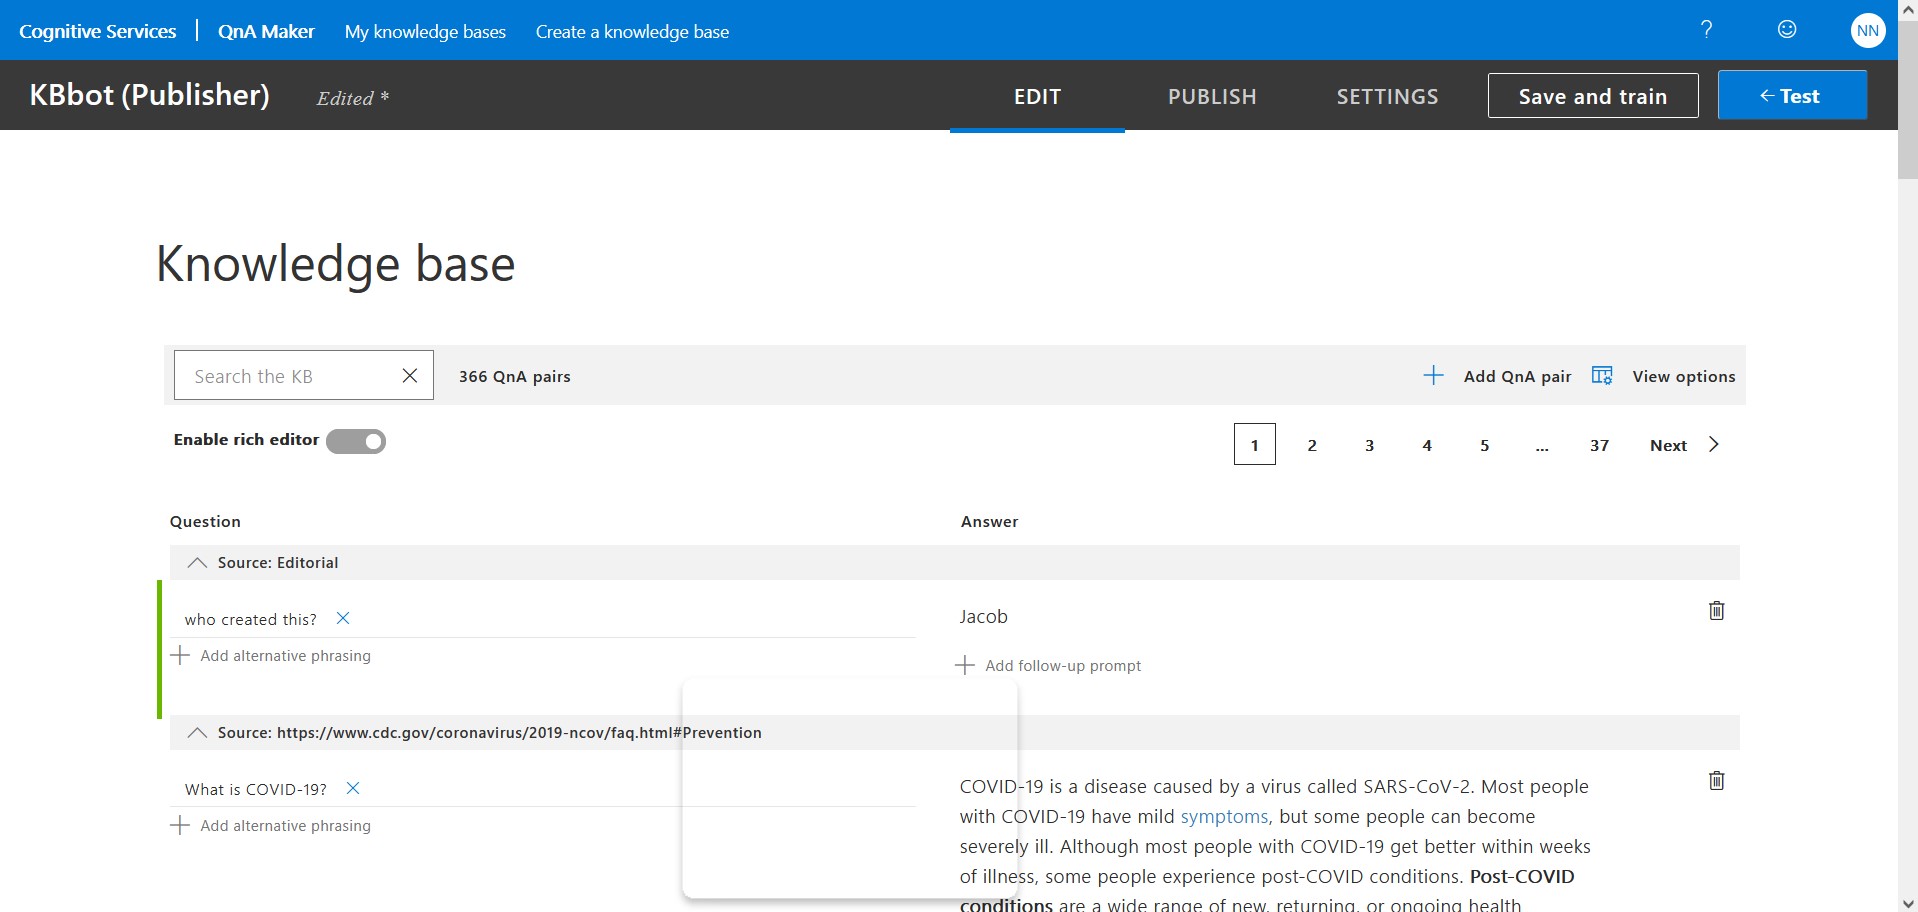 Cognitive Services | QnA Maker My knowledge bases Create a knowledge base ? NN
KBbot (Publisher) Edited * EDIT PUBLISH SETTINGS Save and train ← Test
Knowledge base
Search the KB 366 QnA pairs Add QnA pair View options
Enable rich editor 1 2 3 4 5 ... 37 Next
Question Answer
Source: Editorial
who created this? Jacob
Add alternative phrasing Add follow-up prompt
Source: https://www.cdc.gov/coronavirus/2019-ncov/faq.html#Prevention
What is COVID-19? COVID-19 is a disease caused by a virus called SARS-CoV-2. Most people
with COVID-19 have mild symptoms, but some people can become
Add alternative phrasing
severely ill. Although most people with COVID-19 get better within weeks
of illness, some people experience post-COVID conditions. Post-COVID
conditions are a wide range of new, returning, or ongoing health